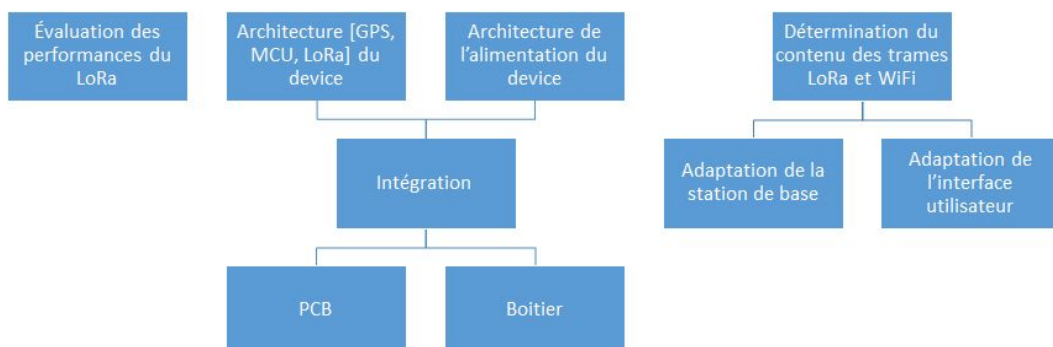 Évaluation des
performances du
LoRa
Architecture [GPS,
MCU, LoRa] du
device
Architecture de
l'alimentation du
device
Détermination du
contenu des trames
LoRa et WiFi
Intégration
Adaptation de la
station de base
Adaptation de
l'interface
utilisateur
PCB
Boitier